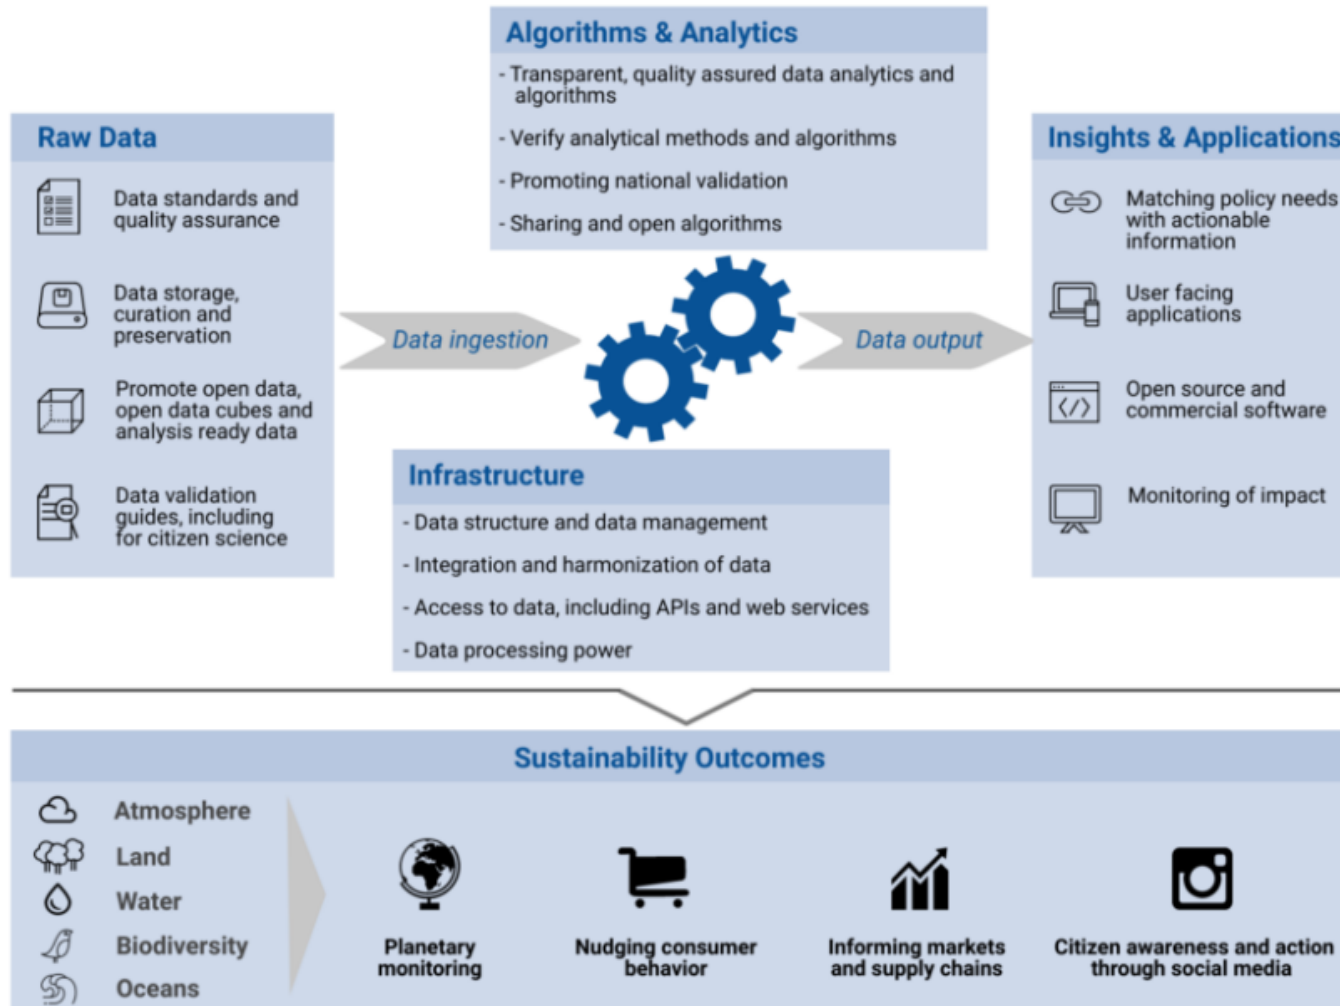 Algorithms & Analytics
- Transparent, quality assured data analytics and
algorithms
- Verify analytical methods and algorithms
- Promoting national validation
- Sharing and open algorithms
Raw Data
Data standards and
quality assurance
Data storage,
curation and
preservation
Promote open data,
open data cubes and
analysis ready data
Data validation
guides, including
for citizen science
Data ingestion
Data output
Insights & Applications
Matching policy needs
with actionable
information
User facing
applications
Open source and
commercial software
Monitoring of impact
Infrastructure
- Data structure and data management
- Integration and harmonization of data
- Access to data, including APIs and web services
- Data processing power
Sustainability Outcomes
Atmosphere
Land
Water
Biodiversity
Oceans
Planetary
monitoring
Nudging consumer
behavior
Informing markets
and supply chains
Citizen awareness and action
through social media